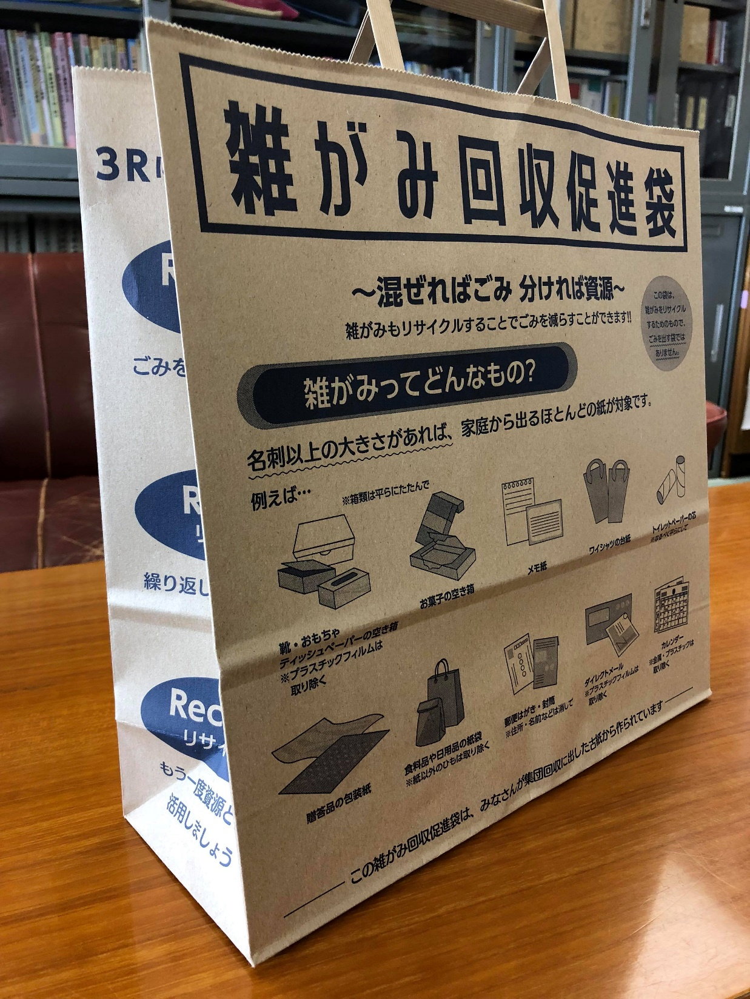 雑がみ回収促進袋
～混ぜればごみ 分ければ資源～
雑がみもリサイクルすることでごみを減らすことができます!!
この袋は、
雑がみをリサイクル
するためのもので、
ごみを出す袋では
ありません。
雑がみってどんなもの?
名刺以上の大きさがあれば、家庭から出るほとんどの紙が対象です。
例えば…
※箱類は平らにたたんで
靴・おもちゃ
ティッシュペーパーの空き箱
※プラスチックフィルムは
取り除く
お菓子の空き箱
メモ紙
ワイシャツの台紙
トイレットペーパーの芯
※なるべく平らにして
贈答品の包装紙
食料品や日用品の紙袋
※紙以外のひもは取り除く
郵便はがき・封筒
※住所・名前などは消して
ダイレクトメール
※プラスチックフィルムは
取り除く
カレンダー
※金属・プラスチックは
取り除く
この雑がみ回収促進袋は、みなさんが集団回収に出した古紙から作られています
3R
R
ごみを
R
リ
繰り返し
Rec
リサイ
もう一度資源と
活用しましょう